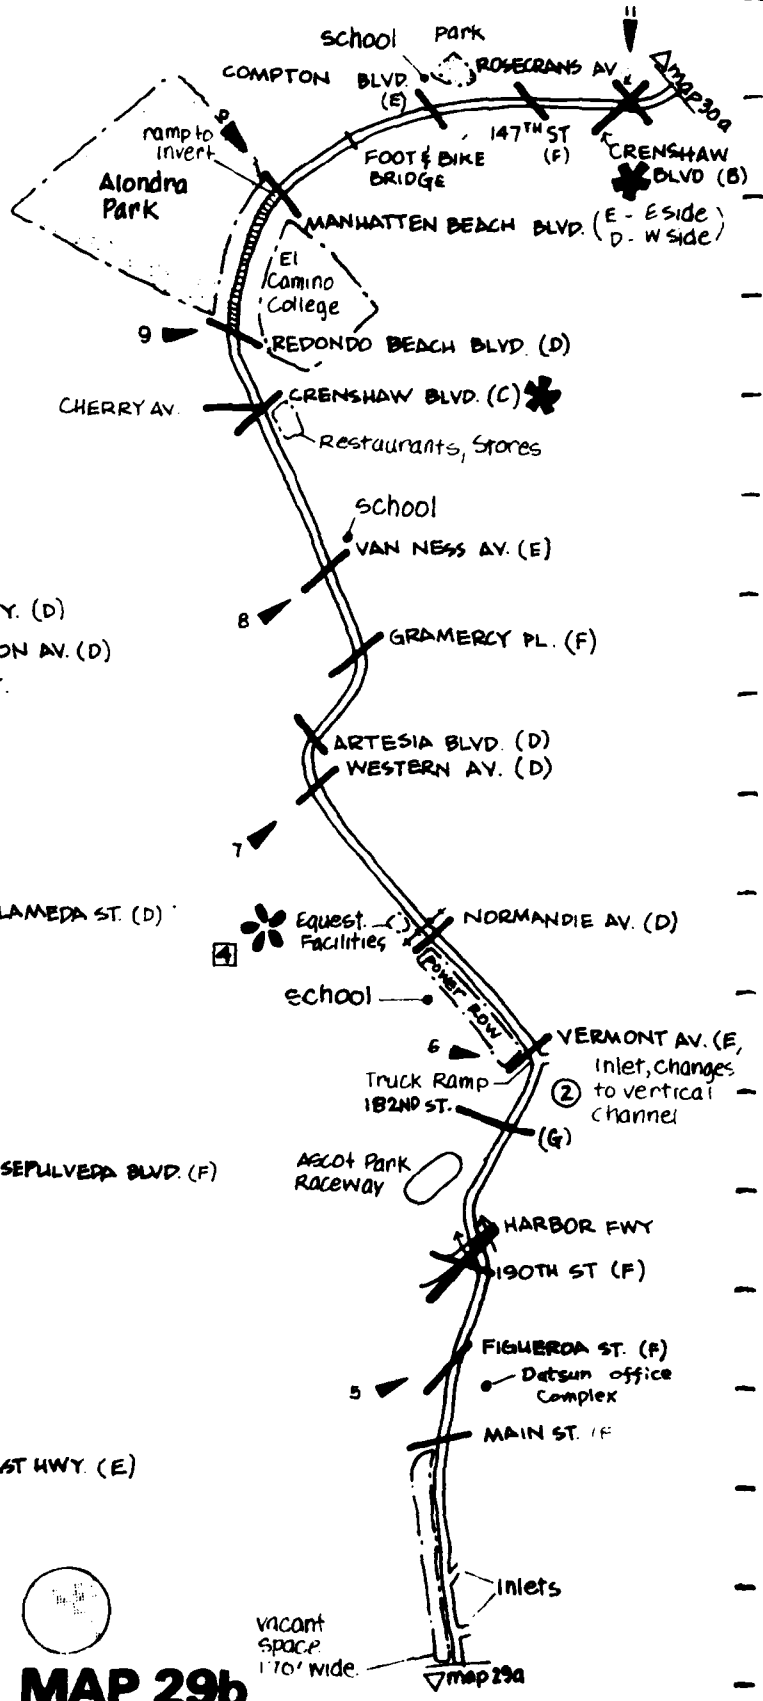 11
school
park
COMPTON BLVD.
(E)
ROSECRANS AV
map 30a
ramp to
invert
Alondra
Park
FOOT & BIKE
BRIDGE
147TH ST
(F)
CRENSHAW
BLVD (B)
MANHATTEN BEACH BLVD. (E - E side
D - W side)
El
Camino
College
9
REDONDO BEACH BLVD. (D)
CHERRY AV.
CRENSHAW BLVD. (C)
Restaurants, Stores
school
VAN NESS AV. (E)
8
Y. (D)
GRAMERCY PL. (F)
ON AV. (D)
T.
ARTESIA BLVD. (D)
WESTERN AV. (D)
7
LAMEDA ST. (D)
Equest.
Facilities
NORMANDIE AV. (D)
4
Power ROW
school
6
VERMONT AV. (E,
Inlet, changes
to vertical
channel
2
Truck Ramp
182ND ST.
(G)
SEPULVEDA BLVD. (F)
Ascot Park
Raceway
HARBOR FWY
190TH ST (F)
FIGUEROA ST. (F)
5
Datsun office
complex
MAIN ST. (F
ST HWY. (E)
Inlets
vacant
space
170' wide.
MAP 29b
map 29a